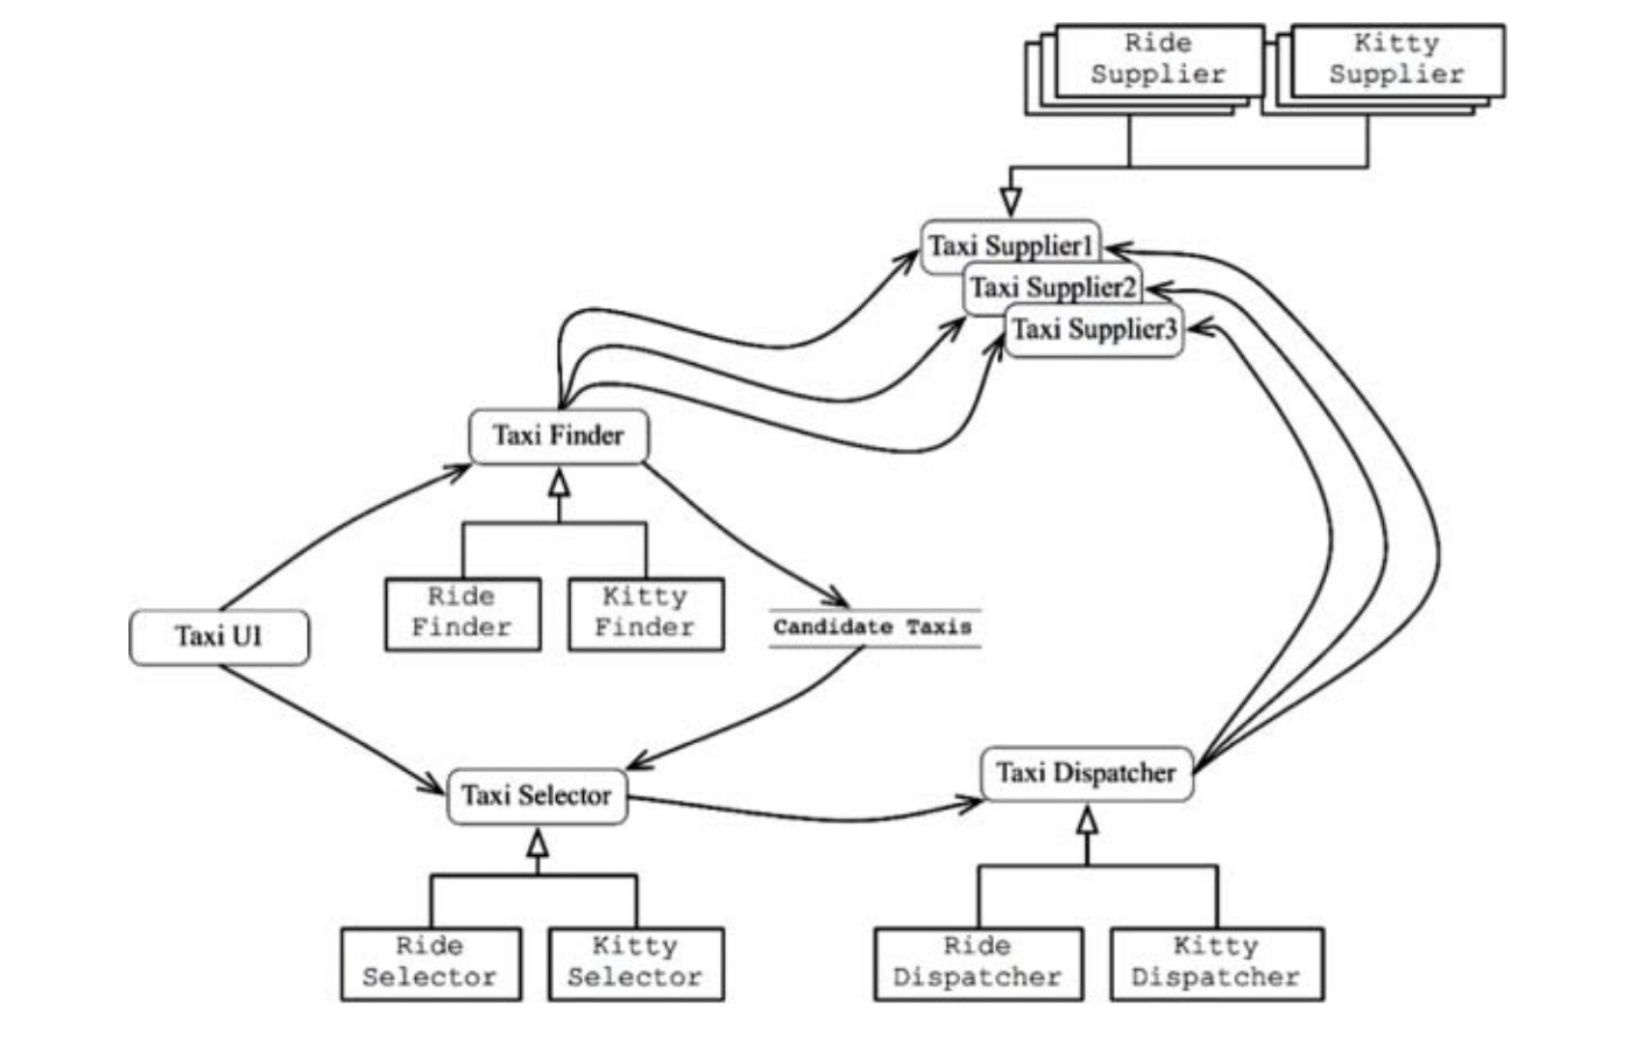 Ride
Supplier
Kitty
Supplier
Taxi Supplier1
Taxi Supplier2
Taxi Supplier3
Taxi Finder
Ride
Finder
Kitty
Finder
Taxi UI
Candidate Taxis
Taxi Selector
Taxi Dispatcher
Ride
Selector
Kitty
Selector
Ride
Dispatcher
Kitty
Dispatcher